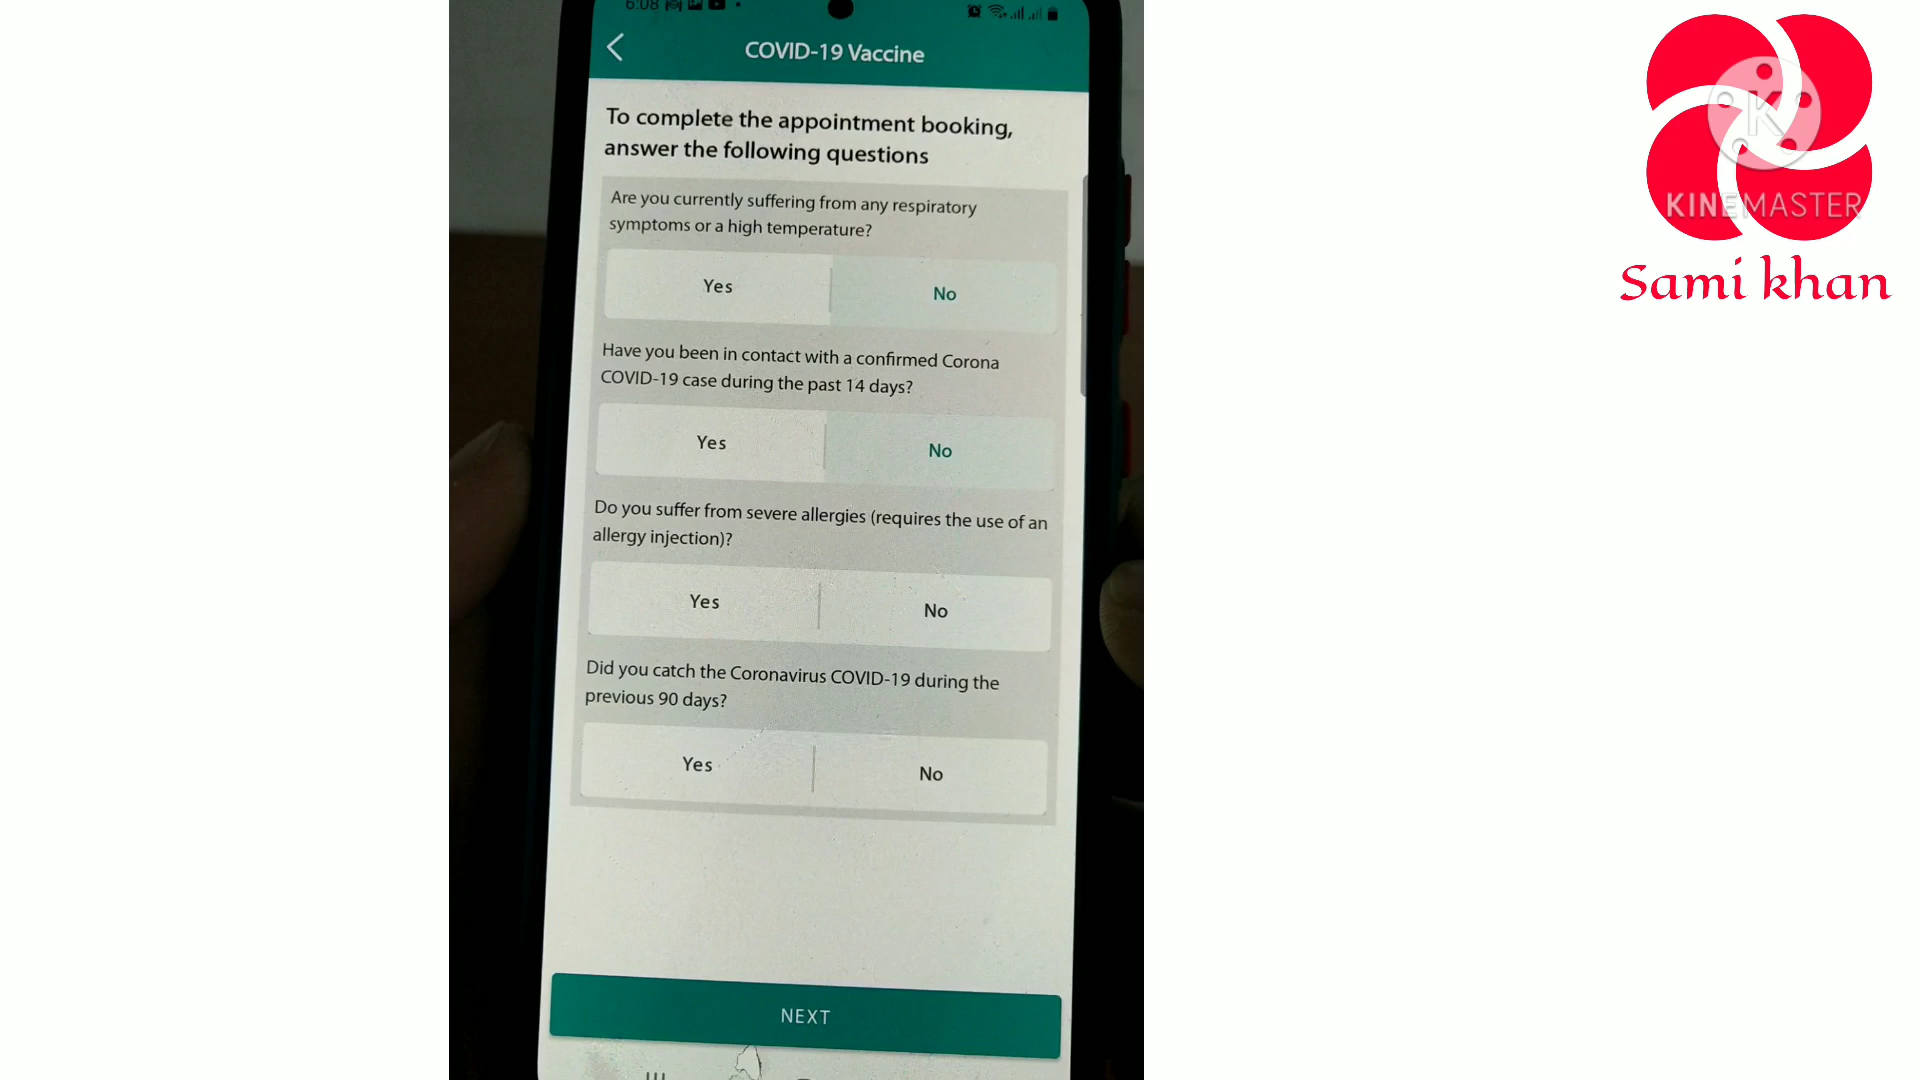 6:08
COVID-19 Vaccine
To complete the appointment booking,
answer the following questions
Are you currently suffering from any respiratory
symptoms or a high temperature?
Yes No
Have you been in contact with a confirmed Corona
COVID-19 case during the past 14 days?
Yes No
Do you suffer from severe allergies (requires the use of an
allergy injection)?
Yes No
Did you catch the Coronavirus COVID-19 during the
previous 90 days?
Yes No
NEXT
K
KINEMASTER
Sami khan